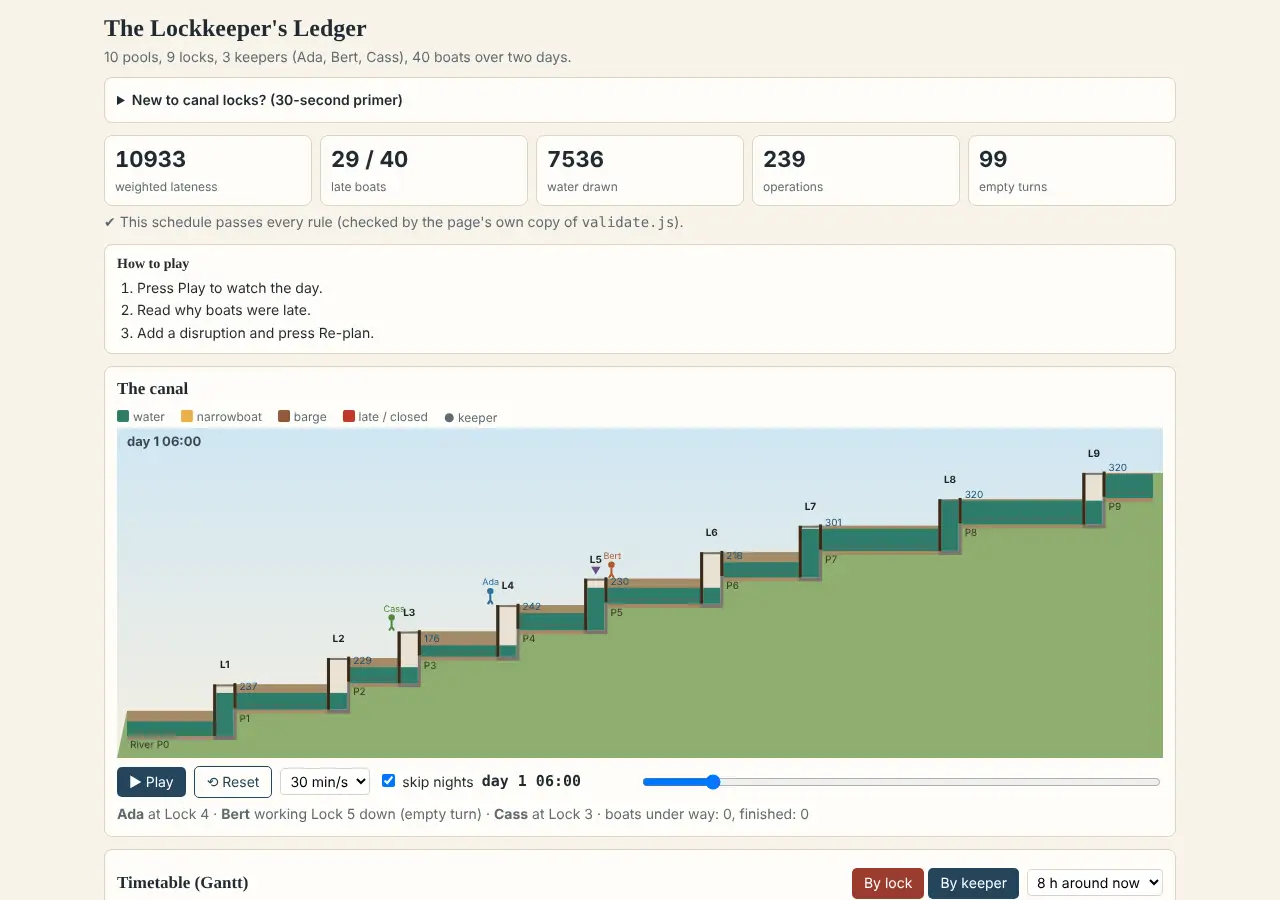 The Lockkeeper's Ledger
10 pools, 9 locks, 3 keepers (Ada, Bert, Cass), 40 boats over two days.
▶ New to canal locks? (30-second primer)
10933
weighted lateness
29 / 40
late boats
7536
water drawn
239
operations
99
empty turns
✔ This schedule passes every rule (checked by the page's own copy of validate.js).
How to play
1. Press Play to watch the day.
2. Read why boats were late.
3. Add a disruption and press Re-plan.
The canal
water narrowboat barge late / closed keeper
day 1 06:00
L9
320
P9
L8
320
P8
L7
301
P7
L6
218
P6
L5
Bert
230
P5
Ada
L4
242
P4
Cass
L3
176
P3
L2
229
P2
L1
237
P1
River P0
▶ Play
⟲ Reset
30 min/s
skip nights
day 1 06:00
Ada at Lock 4 · Bert working Lock 5 down (empty turn) · Cass at Lock 3 · boats under way: 0, finished: 0
Timetable (Gantt)
By lock
By keeper
8 h around now